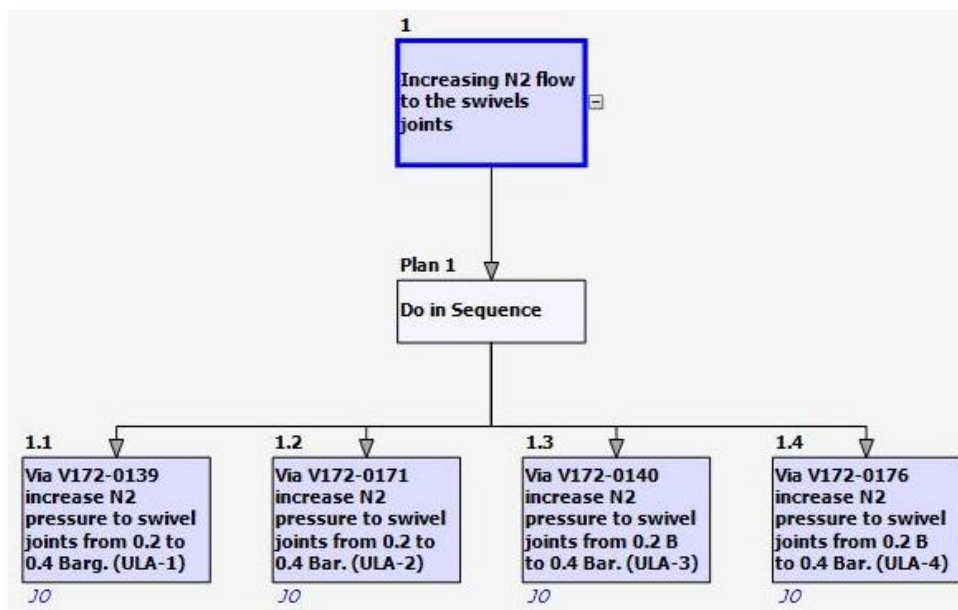 1
Increasing N2 flow
to the swivels
joints
Plan 1
Do in Sequence
1.1
Via V172-0139
increase N2
pressure to swivel
joints from 0.2 to
0.4 Barg. (ULA-1)
JO
1.2
Via V172-0171
increase N2
pressure to swivel
joints from 0.2 to
0.4 Bar. (ULA-2)
JO
1.3
Via V172-0140
increase N2
pressure to swivel
joints from 0.2 B
to 0.4 Bar. (ULA-3)
JO
1.4
Via V172-0176
increase N2
pressure to swivel
joints from 0.2 B
to 0.4 Bar. (ULA-4)
JO